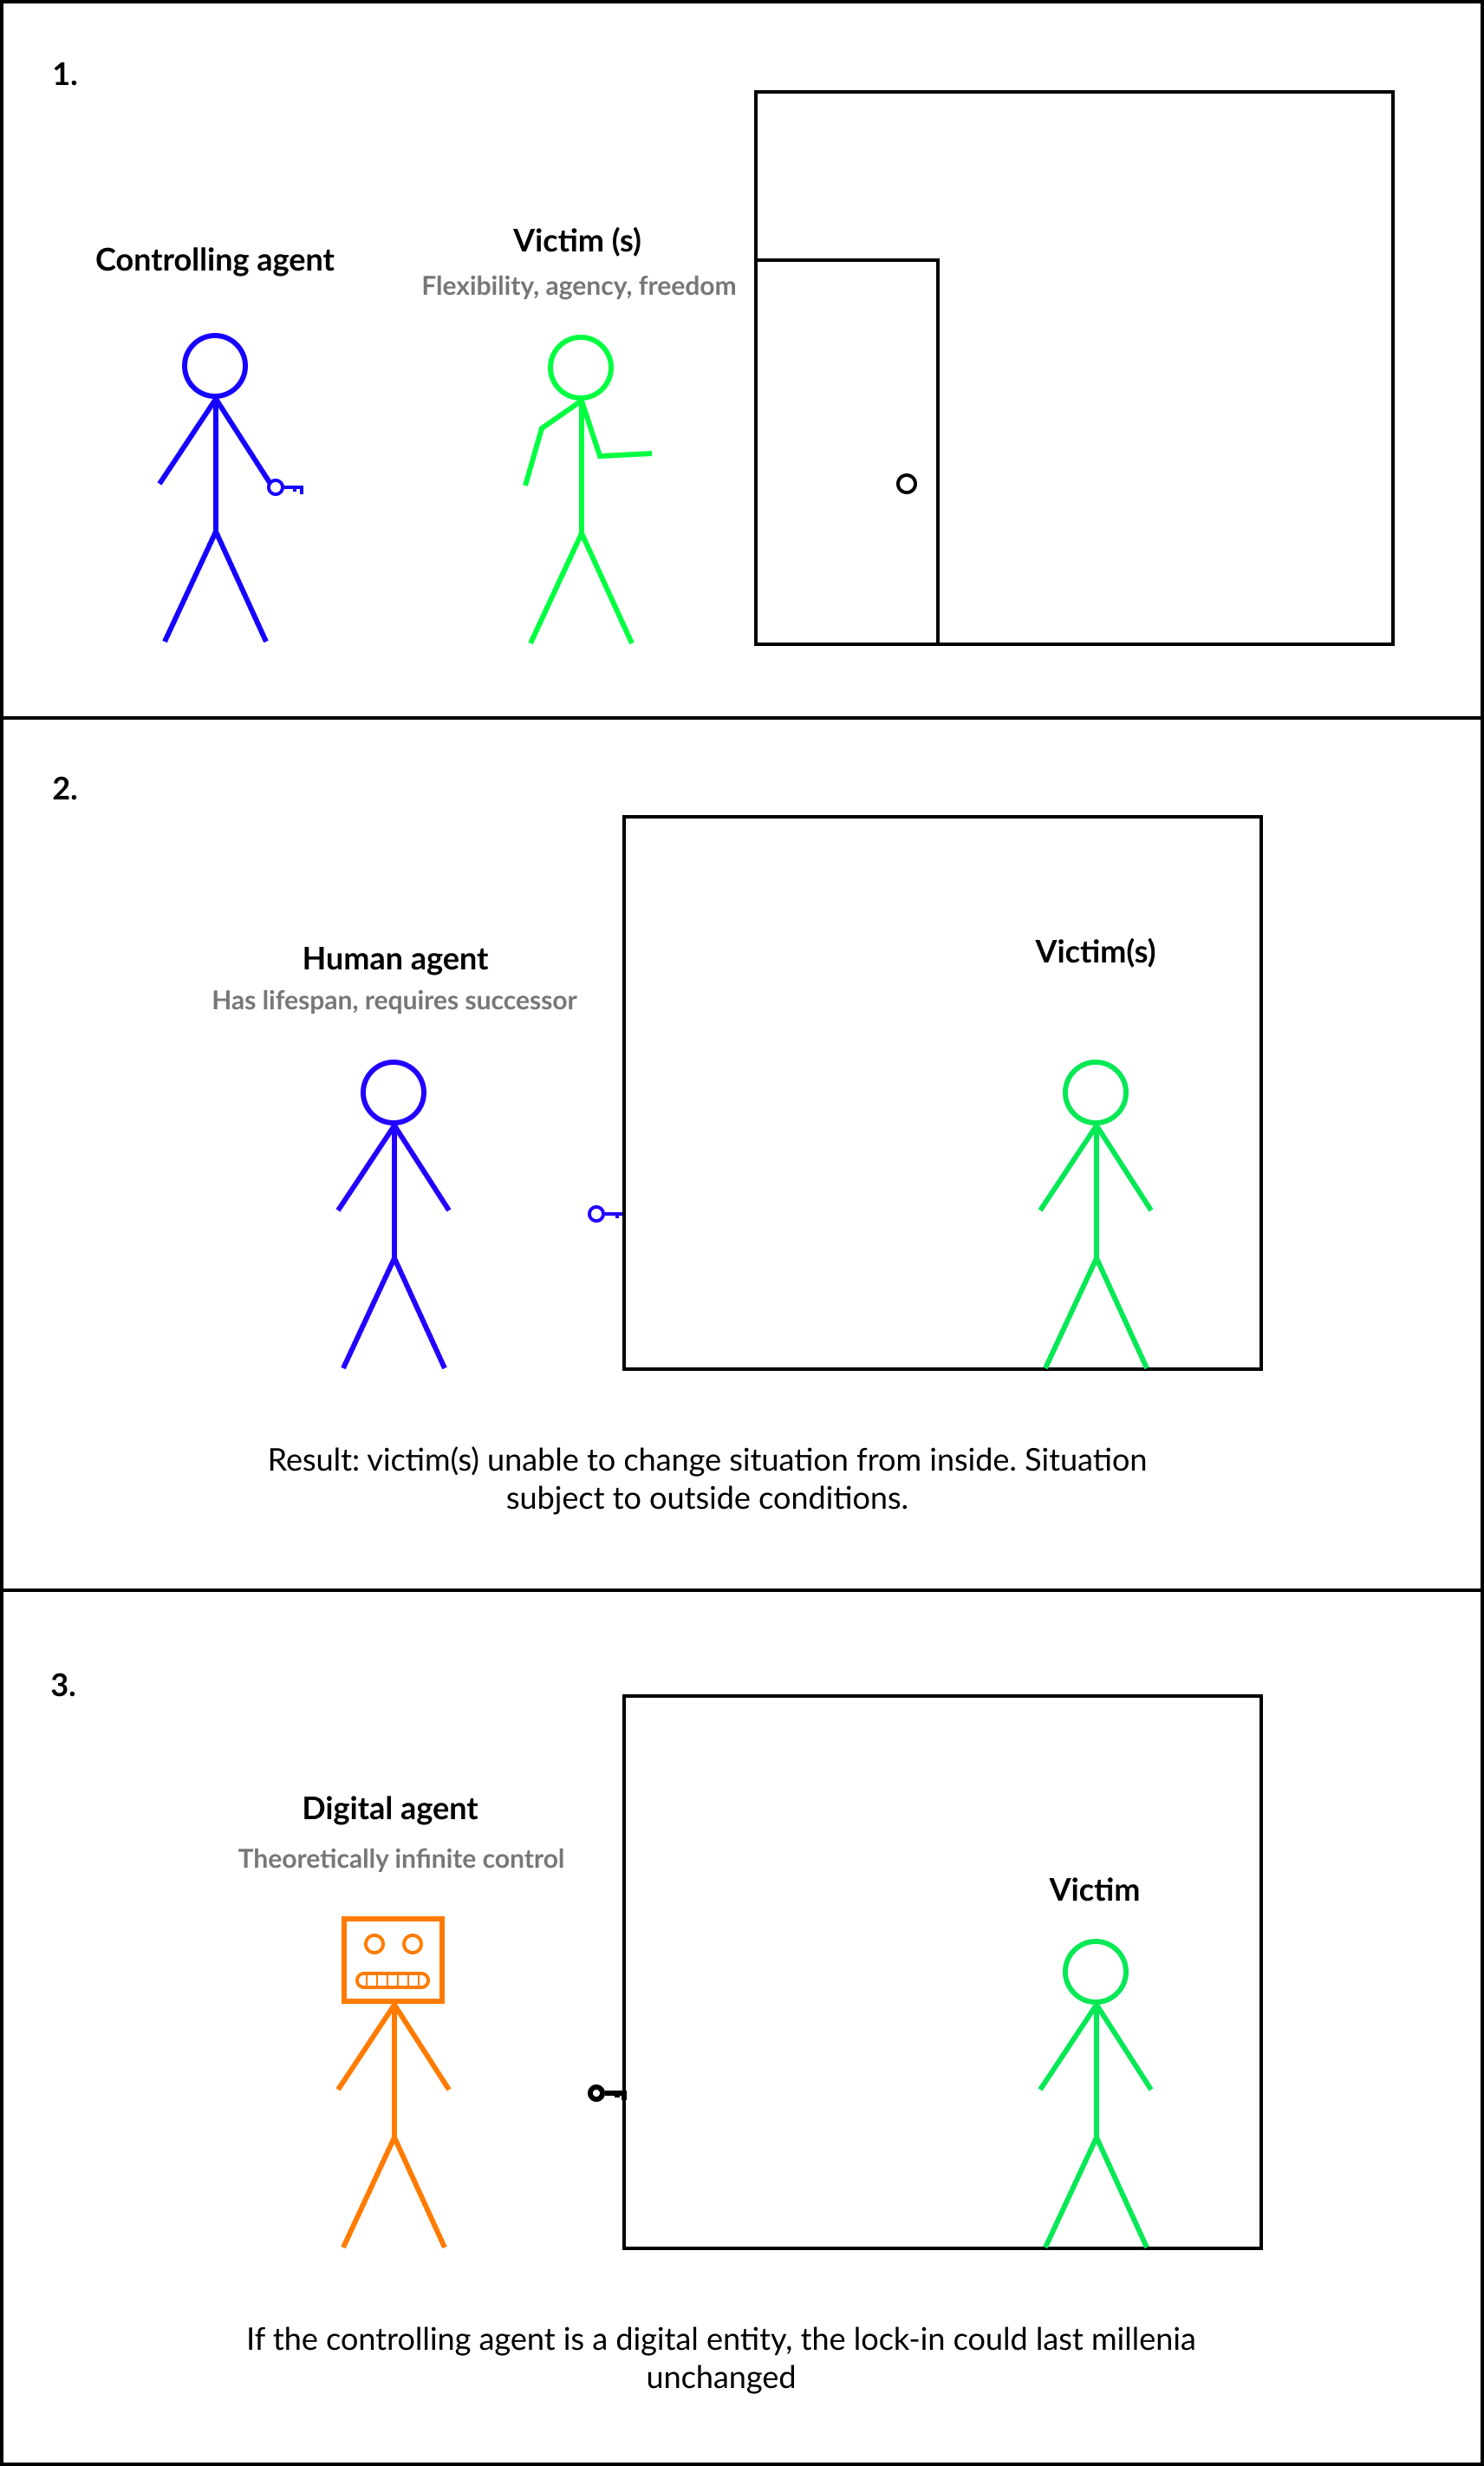 1.
Controlling agent
Victim (s)
Flexibility, agency, freedom
2.
Human agent
Has lifespan, requires successor
Victim(s)
Result: victim(s) unable to change situation from inside. Situation
subject to outside conditions.
3.
Digital agent
Theoretically infinite control
Victim
If the controlling agent is a digital entity, the lock-in could last millenia
unchanged